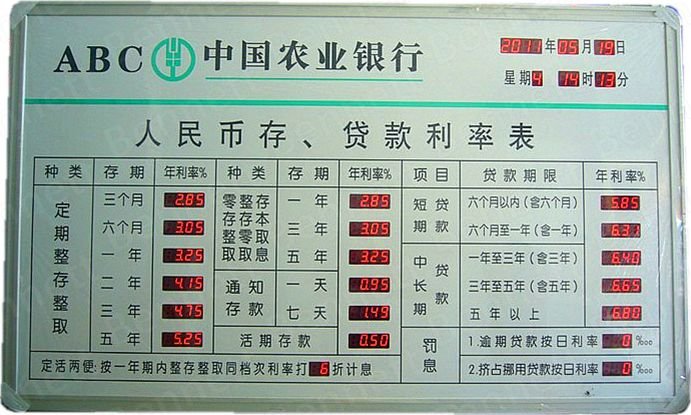 ABC 中国农业银行
2011年05月19日
星期4 14时13分
人民币存、贷款利率表
种类 存期 年利率% 种类 存期 年利率% 项目 贷款期限 年利率%
定期整存整取
三个月 2.85
六个月 3.05
一年 3.25
二年 4.15
三年 4.75
五年 5.25
零整存
存存本
整零取
取取息
一年 2.85
三年 3.05
五年 3.25
通知
存款
一天 0.95
七天 1.49
活期存款 0.50
短贷
期款
六个月以内(含六个月) 5.85
六个月至一年(含一年) 6.31
中贷
长款
期
一年至三年(含三年) 6.40
三年至五年(含五年) 6.65
五年以上 6.80
罚息
1.逾期贷款按日利率 0 ‱
2.挤占挪用贷款按日利率 0 ‱
定活两便:按一年期内整存整取同档次利率打6折计息